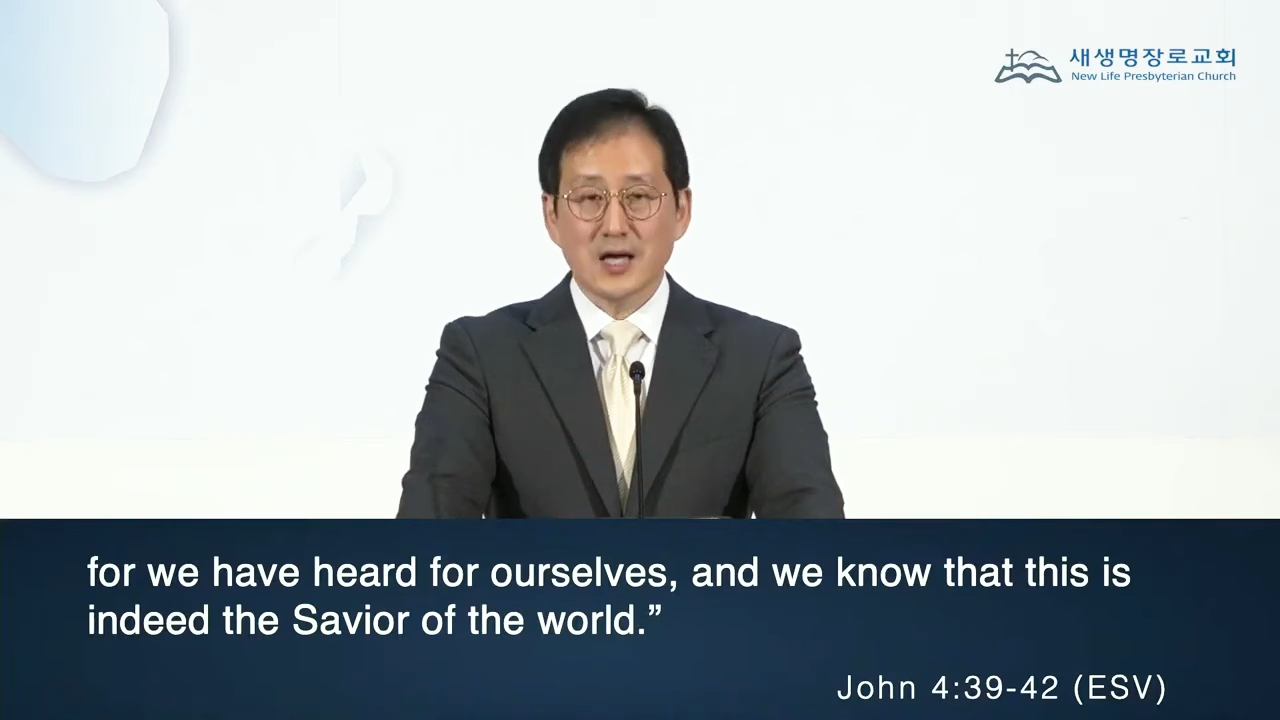 새생명장로교회
New Life Presbyterian Church
for we have heard for ourselves, and we know that this is
indeed the Savior of the world.”
John 4:39-42 (ESV)